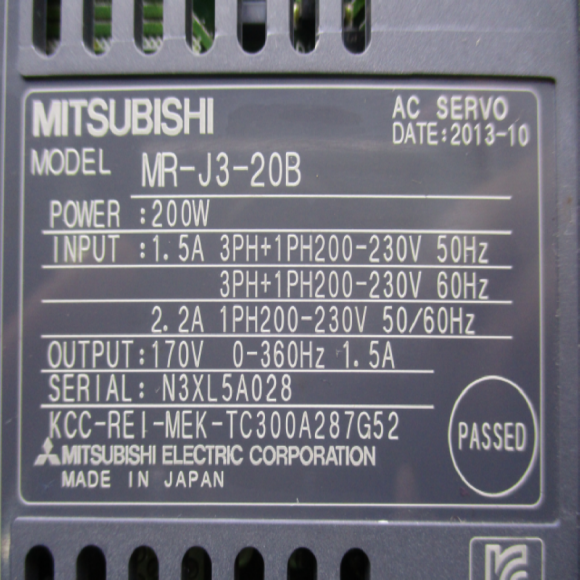 MITSUBISHI
AC SERVO
DATE:2013-10
MODEL MR-J3-20B
POWER :200W
INPUT :1.5A 3PH+1PH200-230V 50Hz
3PH+1PH200-230V 60Hz
2.2A 1PH200-230V 50/60Hz
OUTPUT:170V 0-360Hz 1.5A
SERIAL: N3XL5A028
KCC-REI-MEK-TC300A287G52
MITSUBISHI ELECTRIC CORPORATION
MADE IN JAPAN
PASSED